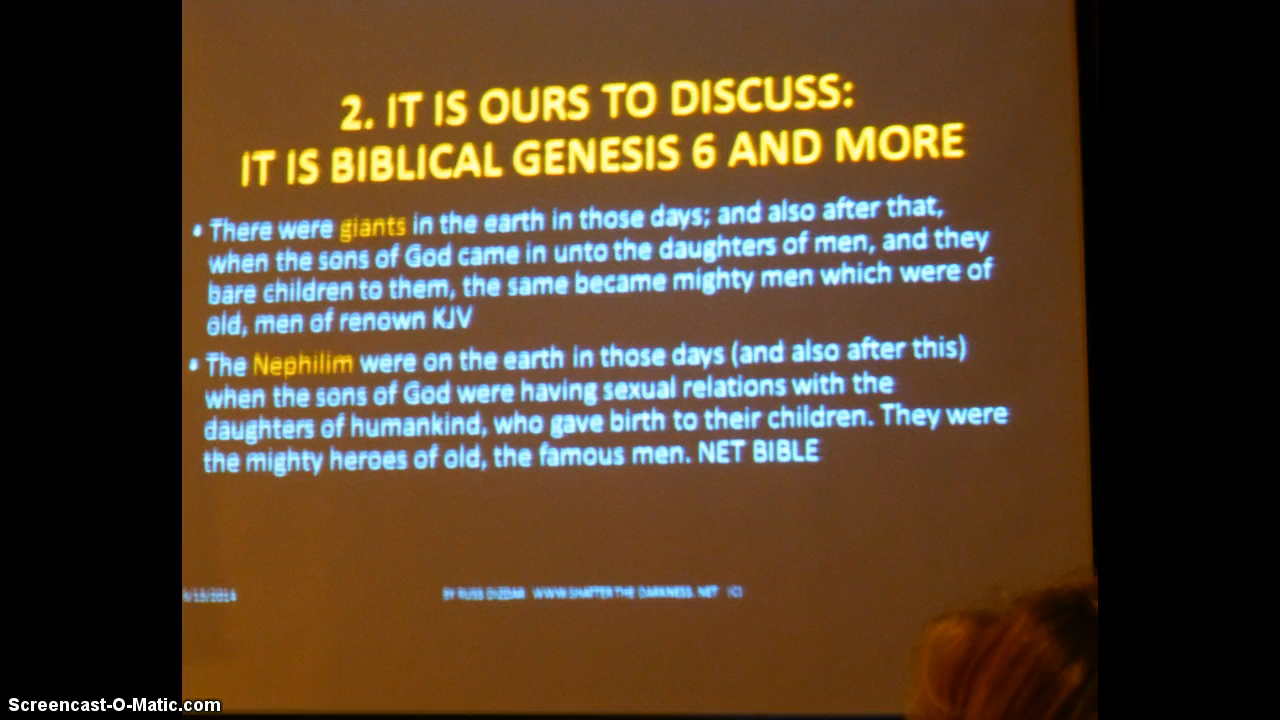 2. IT IS OURS TO DISCUSS:
IT IS BIBLICAL GENESIS 6 AND MORE
• There were giants in the earth in those days; and also after that,
when the sons of God came in unto the daughters of men, and they
bare children to them, the same became mighty men which were of
old, men of renown KJV
• The Nephilim were on the earth in those days (and also after this)
when the sons of God were having sexual relations with the
daughters of humankind, who gave birth to their children. They were
the mighty heroes of old, the famous men. NET BIBLE
BY RUSS DIZDAR WWW.SHATTER THE DARKNESS. NET (C)
Screencast-O-Matic.com